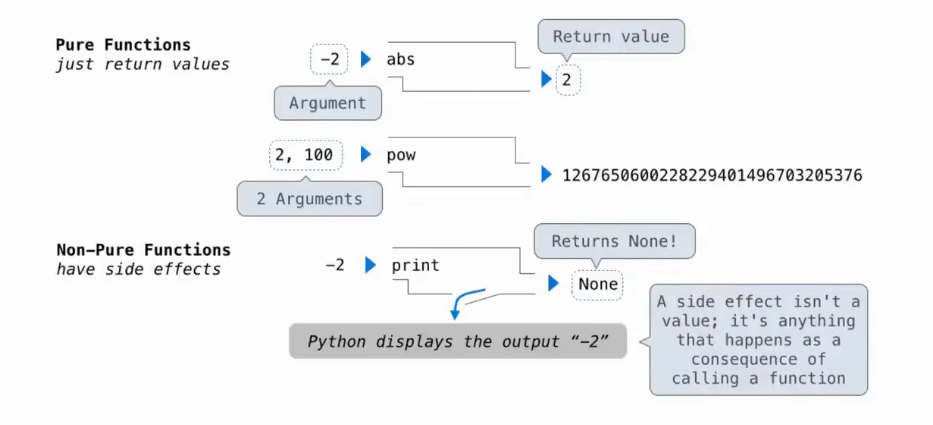 Pure Functions
just return values
-2
abs
Return value
2
Argument
2, 100
pow
1267650600228229401496703205376
2 Arguments
Non-Pure Functions
have side effects
-2
print
Returns None!
None
Python displays the output “-2”
A side effect isn't a
value; it's anything
that happens as a
consequence of
calling a function